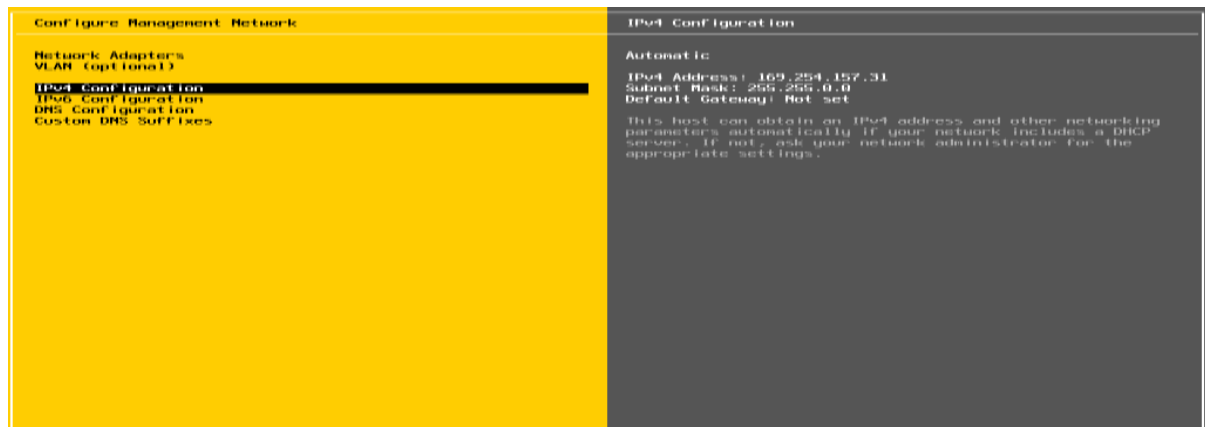 Configure Management Network
Network Adapters
VLAN (optional)
IPv4 Configuration
IPv6 Configuration
DNS Configuration
Custom DNS Suffixes
IPv4 Configuration
Automatic
IPv4 Address: 169.254.157.31
Subnet Mask: 255.255.0.0
Default Gateway: Not set
This host can obtain an IPv4 address and other networking
parameters automatically if your network includes a DHCP
server. If not, ask your network administrator for the
appropriate settings.